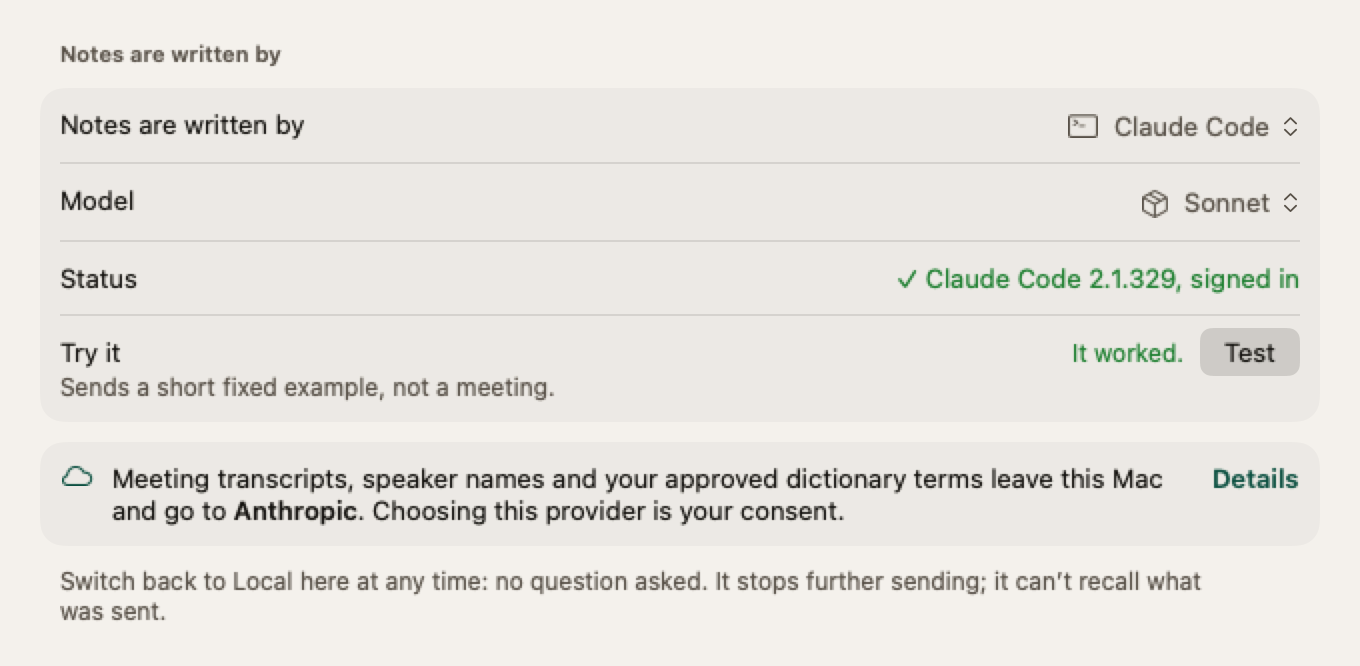 Notes are written by
Notes are written by
Claude Code
Model
Sonnet
Status
✓ Claude Code 2.1.329, signed in
Try it
It worked.
Test
Sends a short fixed example, not a meeting.
Meeting transcripts, speaker names and your approved dictionary terms leave this Mac
and go to Anthropic. Choosing this provider is your consent.
Details
Switch back to Local here at any time: no question asked. It stops further sending; it can’t recall what
was sent.